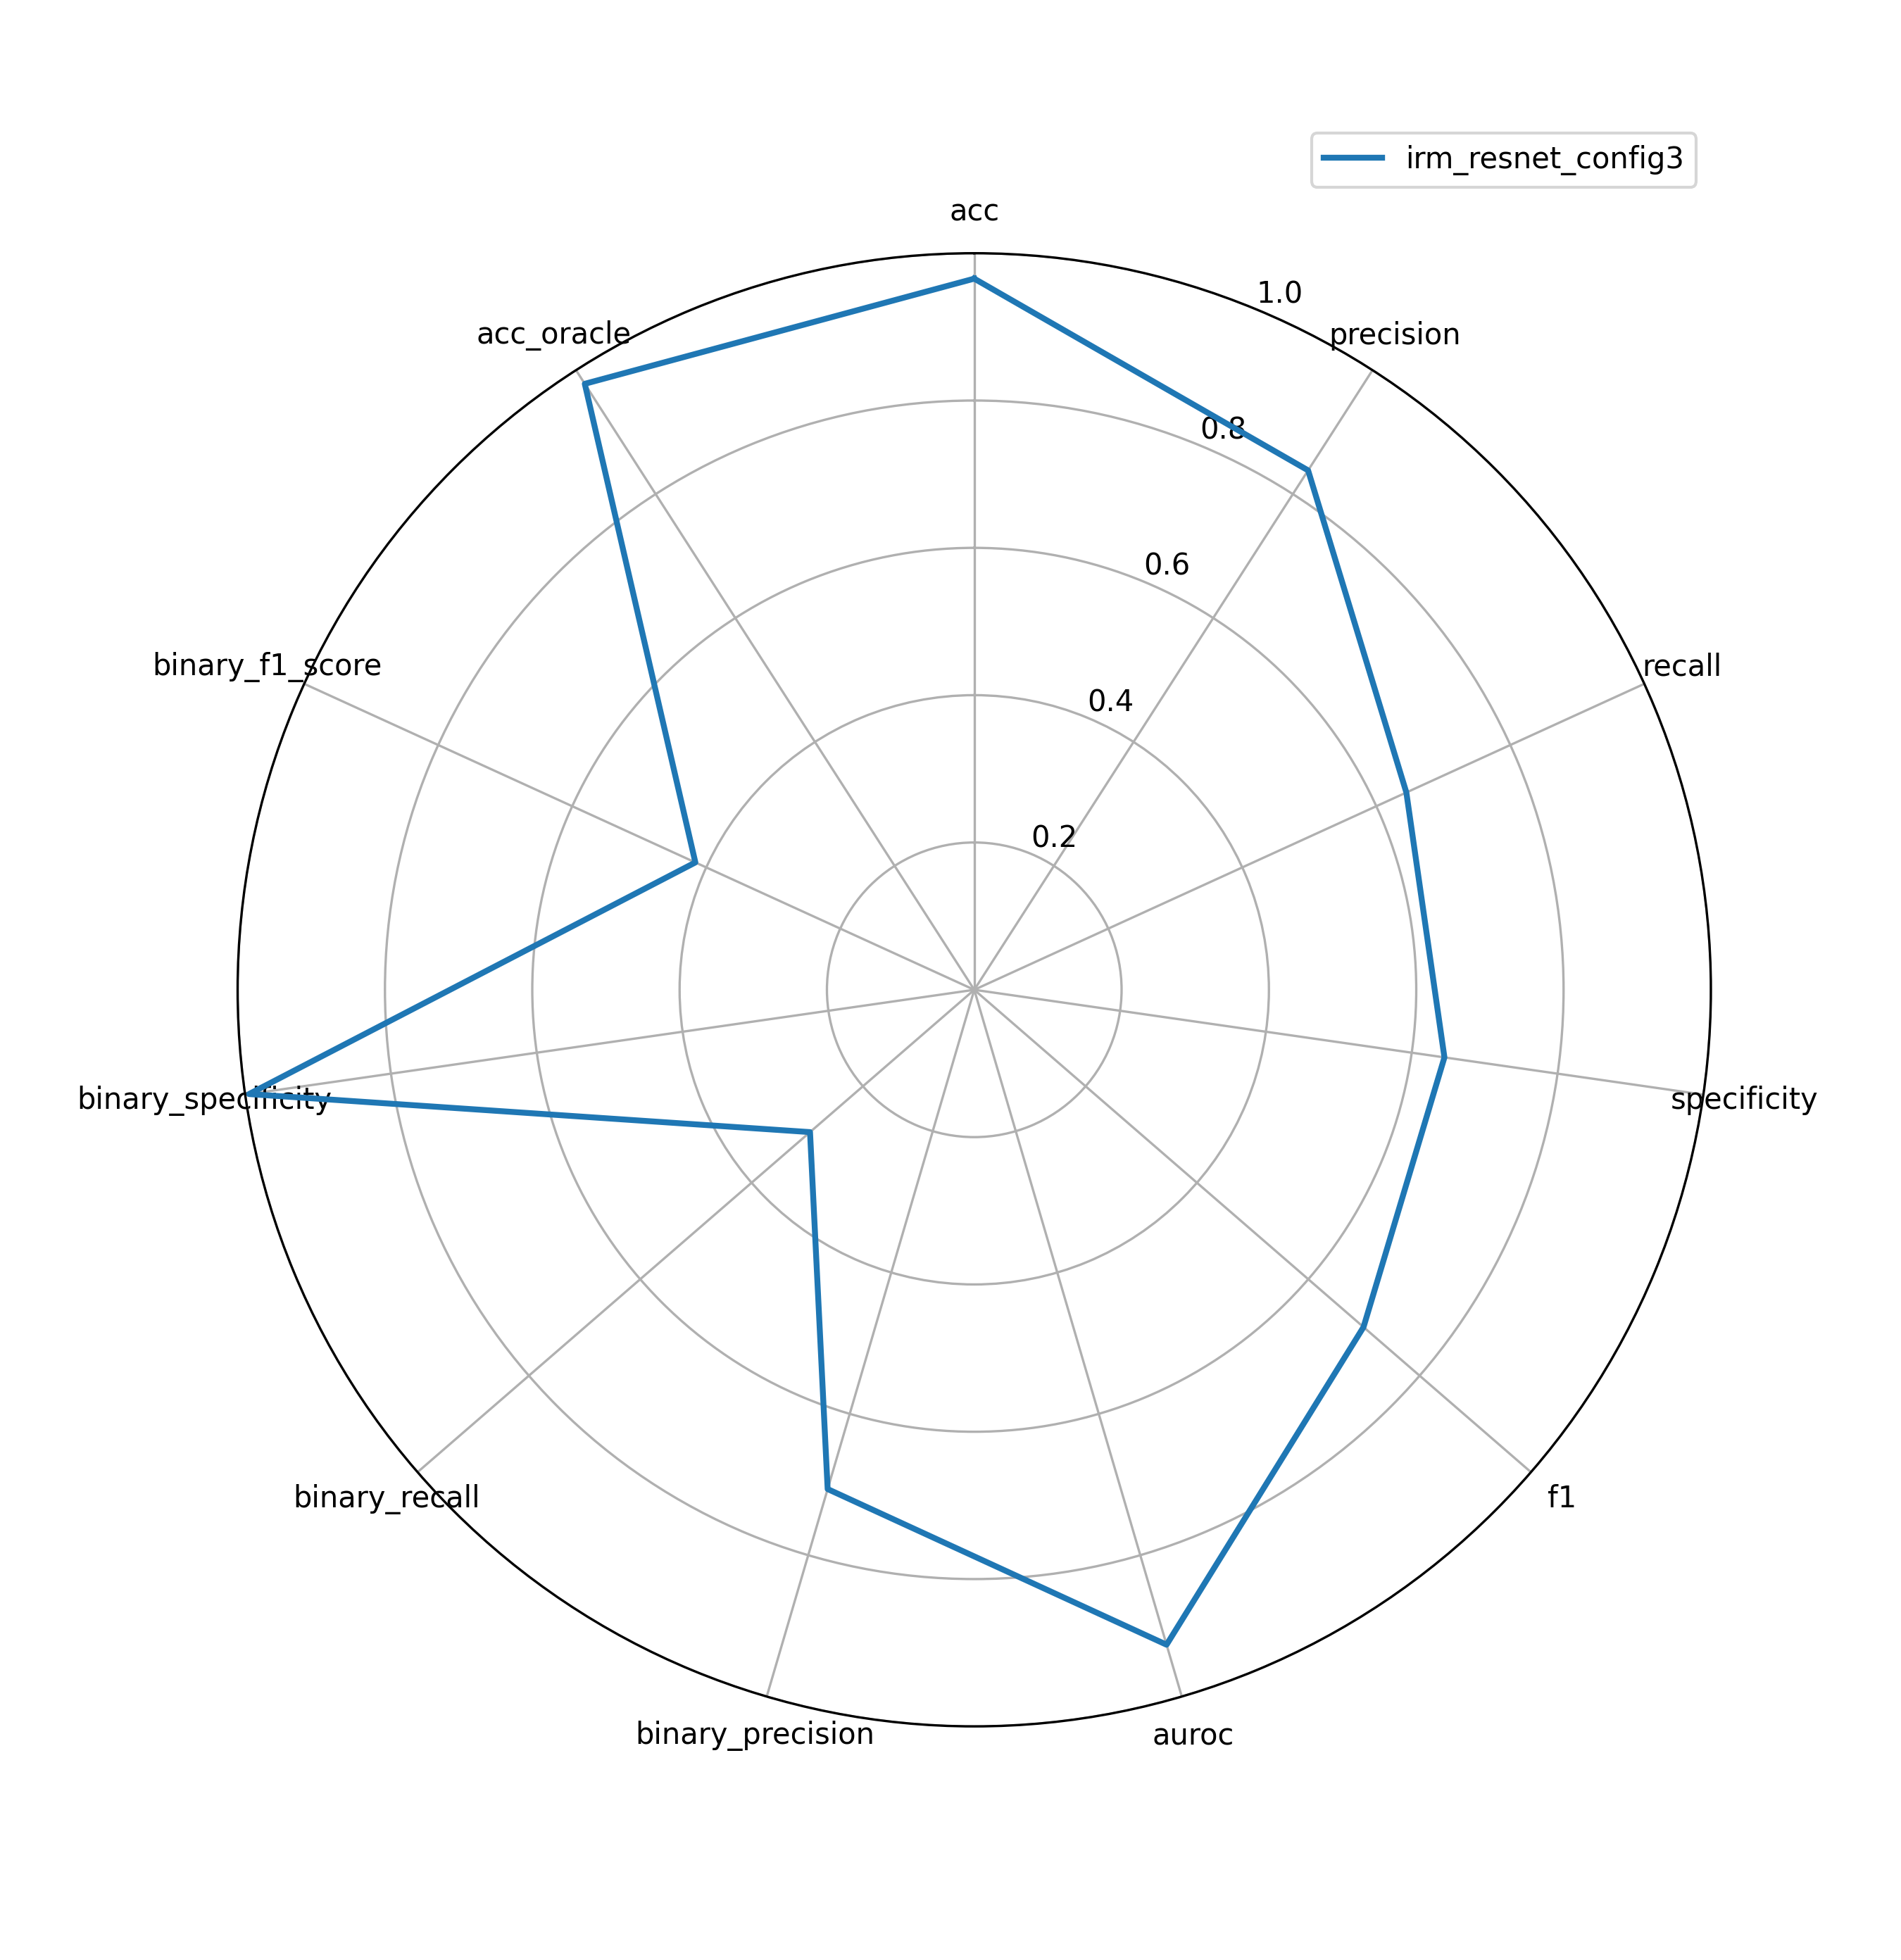 irm_resnet_config3
acc
1.0
acc_oracle
precision
0.8
0.6
binary_f1_score
recall
0.4
0.2
binary_specificity
specificity
binary_recall
f1
binary_precision
auroc